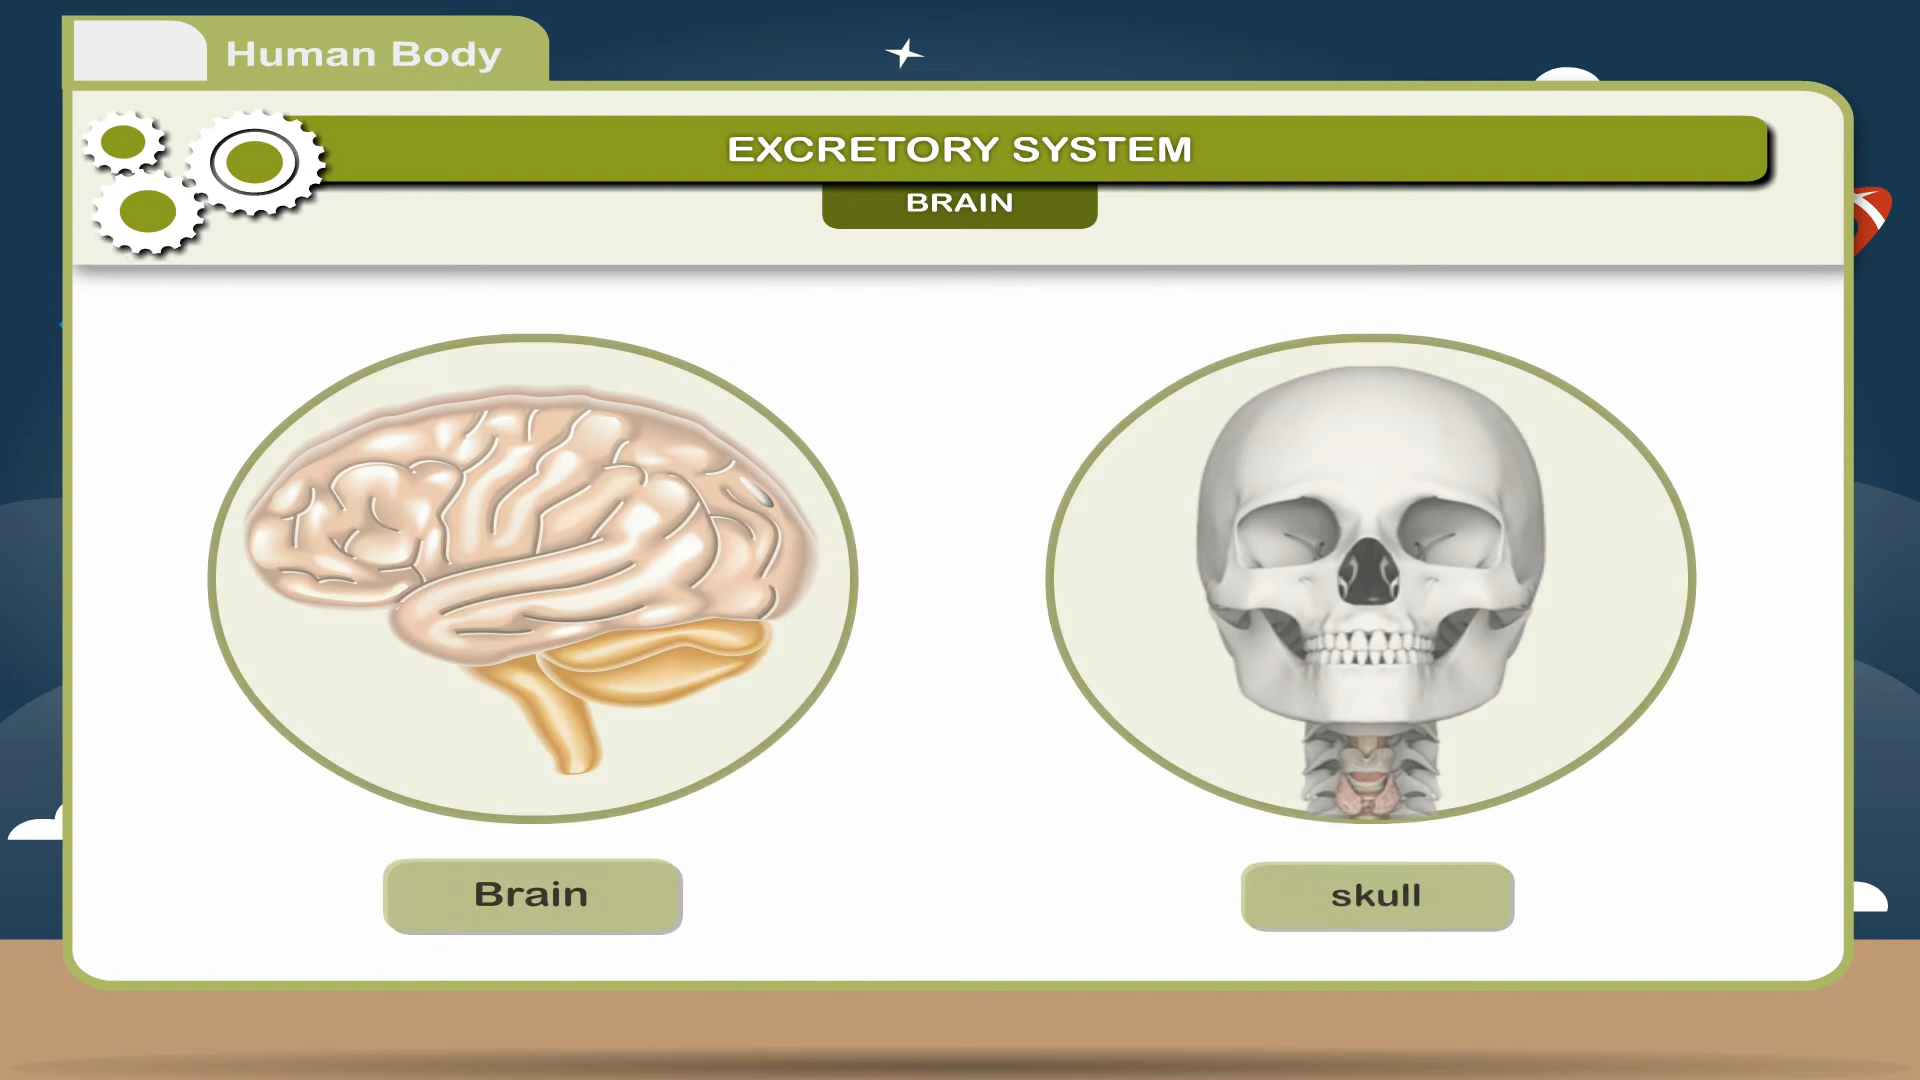 Human Body
EXCRETORY SYSTEM
BRAIN
Brain
skull